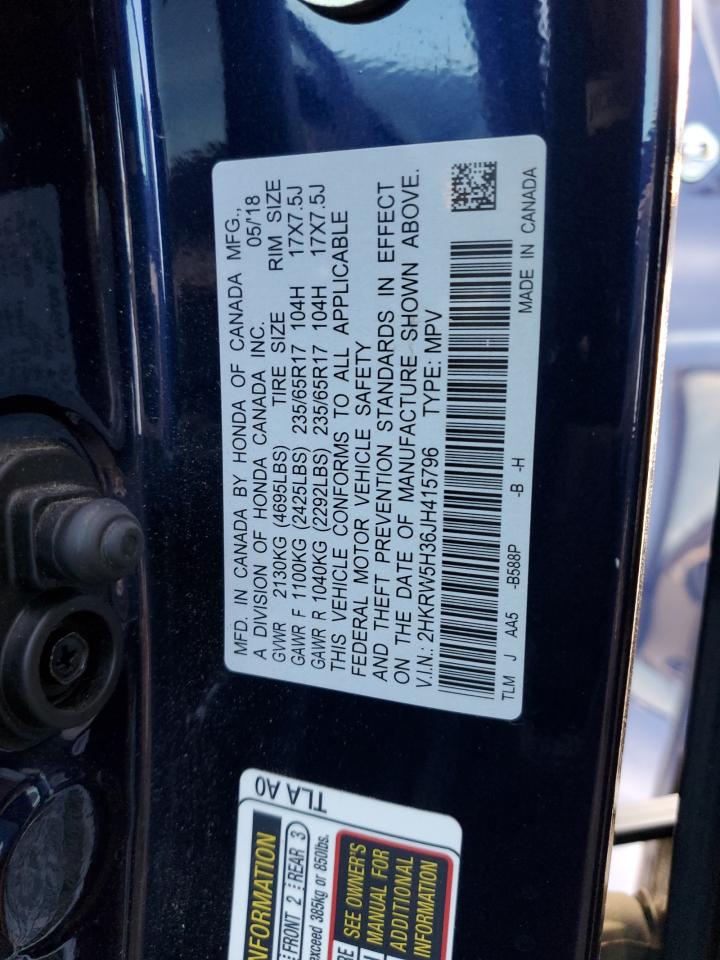 MFD. IN CANADA BY HONDA OF CANADA MFG.,
A DIVISION OF HONDA CANADA INC. 05/'18
GVWR 2130KG (4695LBS) TIRE SIZE RIM SIZE
GAWR F 1100KG (2425LBS) 235/65R17 104H 17X7.5J
GAWR R 1040KG (2292LBS) 235/65R17 104H 17X7.5J
THIS VEHICLE CONFORMS TO ALL APPLICABLE
FEDERAL MOTOR VEHICLE SAFETY
AND THEFT PREVENTION STANDARDS IN EFFECT
ON THE DATE OF MANUFACTURE SHOWN ABOVE.
V.I.N.: 2HKRW5H36JH415796 TYPE: MPV
TLM J AA5 -B588P -B -H MADE IN CANADA
TLA A0
FRONT 2 REAR 3
exceed 385kg or 850lbs.
SEE OWNER'S
MANUAL FOR
ADDITIONAL
INFORMATION